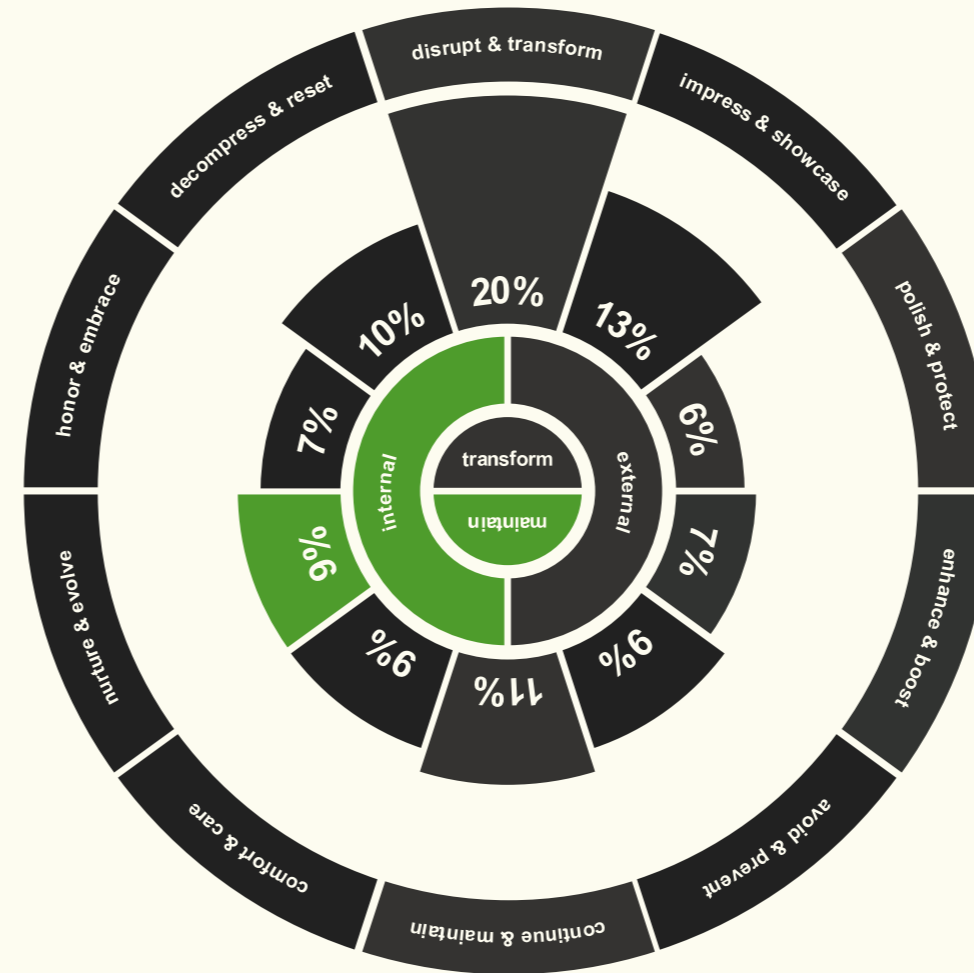 disrupt & transform
impress & showcase
polish & protect
enhance & boost
avoid & prevent
continue & maintain
comfort & care
nurture & evolve
honor & embrace
decompress & reset
20%
13%
6%
7%
9%
11%
9%
9%
7%
10%
internal
external
transform
maintain